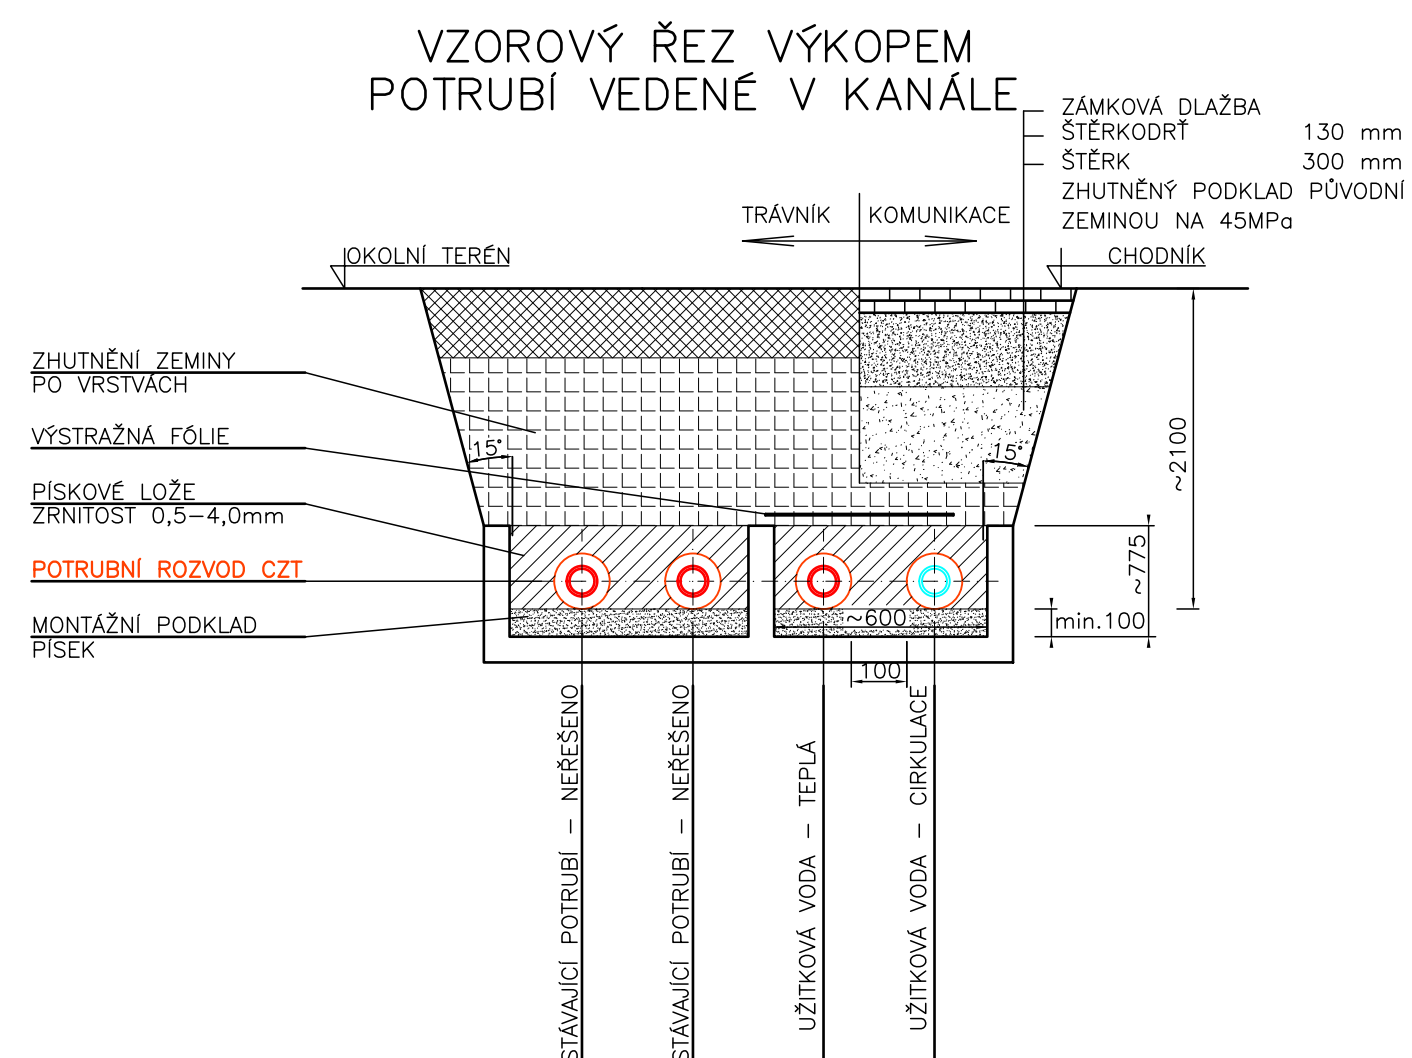 VZOROVÝ ŘEZ VÝKOPEM
POTRUBÍ VEDENÉ V KANÁLE
ZÁMKOVÁ DLAŽBA
ŠTĚRKODRŤ 130 mm
ŠTĚRK 300 mm
ZHUTNĚNÝ PODKLAD PŮVODNÍ
ZEMINOU NA 45MPa
TRÁVNÍK KOMUNIKACE
OKOLNÍ TERÉN
CHODNÍK
ZHUTNĚNÍ ZEMINY
PO VRSTVÁCH
VÝSTRAŽNÁ FÓLIE
15°
15°
~2100
PÍSKOVÉ LOŽE
ZRNITOST 0,5–4,0mm
POTRUBNÍ ROZVOD CZT
~775
MONTÁŽNÍ PODKLAD
PÍSEK
~600
min.100
100
STÁVAJÍCÍ POTRUBÍ – NEŘEŠENO
STÁVAJÍCÍ POTRUBÍ – NEŘEŠENO
UŽITKOVÁ VODA – TEPLÁ
UŽITKOVÁ VODA – CIRKULACE